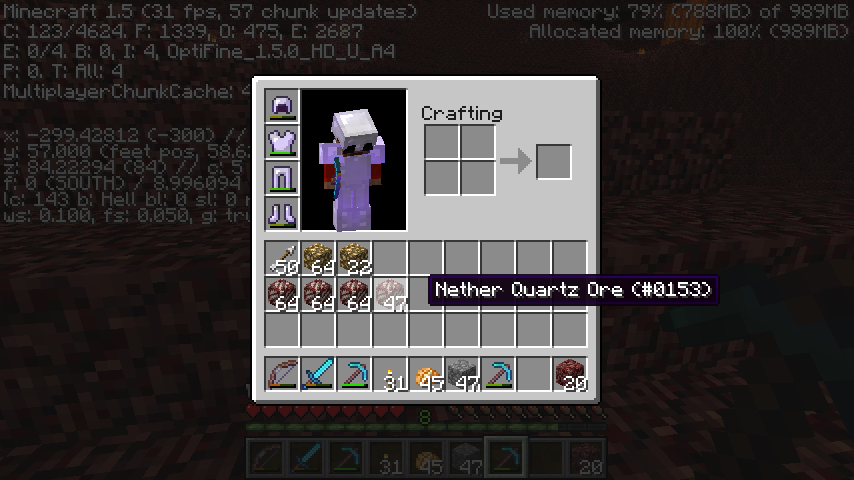 Minecraft 1.5 (31 fps, 57 chunk updates)
C: 123/4624. F: 1339, O: 475, E: 2687
E: 0/4. B: 0, I: 4, OptiFine_1.5.0_HD_U_A4
P: 0. T: All: 4
MultiplayerChunkCache: 4
Used memory: 79% (798MB) of 989MB
Allocated memory: 100% (989MB)
x: -299.42812 (-300) //
y: 57.000 (feet pos, 58.6
z: 84.22294 (84) // c: 5
f: 0 (SOUTH) / 8.996094
lc: 143 b: Hell bl: 0 sl: 0
ws: 0.100, fs: 0.050, g: tru
Crafting
50 64 22
64 64 64 47
Nether Quartz Ore (#0153)
31 45 47 20
8
31 45 47 20